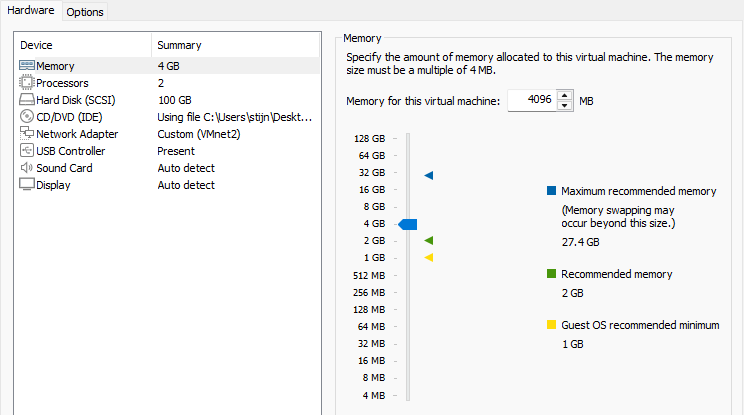 Hardware Options
Device Summary
Memory 4 GB
Processors 2
Hard Disk (SCSI) 100 GB
CD/DVD (IDE) Using file C:\Users\stijn\Deskt...
Network Adapter Custom (VMnet2)
USB Controller Present
Sound Card Auto detect
Display Auto detect
Memory
Specify the amount of memory allocated to this virtual machine. The memory
size must be a multiple of 4 MB.
Memory for this virtual machine: 4096 MB
128 GB
64 GB
32 GB
16 GB
8 GB
4 GB
2 GB
1 GB
512 MB
256 MB
128 MB
64 MB
32 MB
16 MB
8 MB
4 MB
Maximum recommended memory
(Memory swapping may
occur beyond this size.)
27.4 GB
Recommended memory
2 GB
Guest OS recommended minimum
1 GB